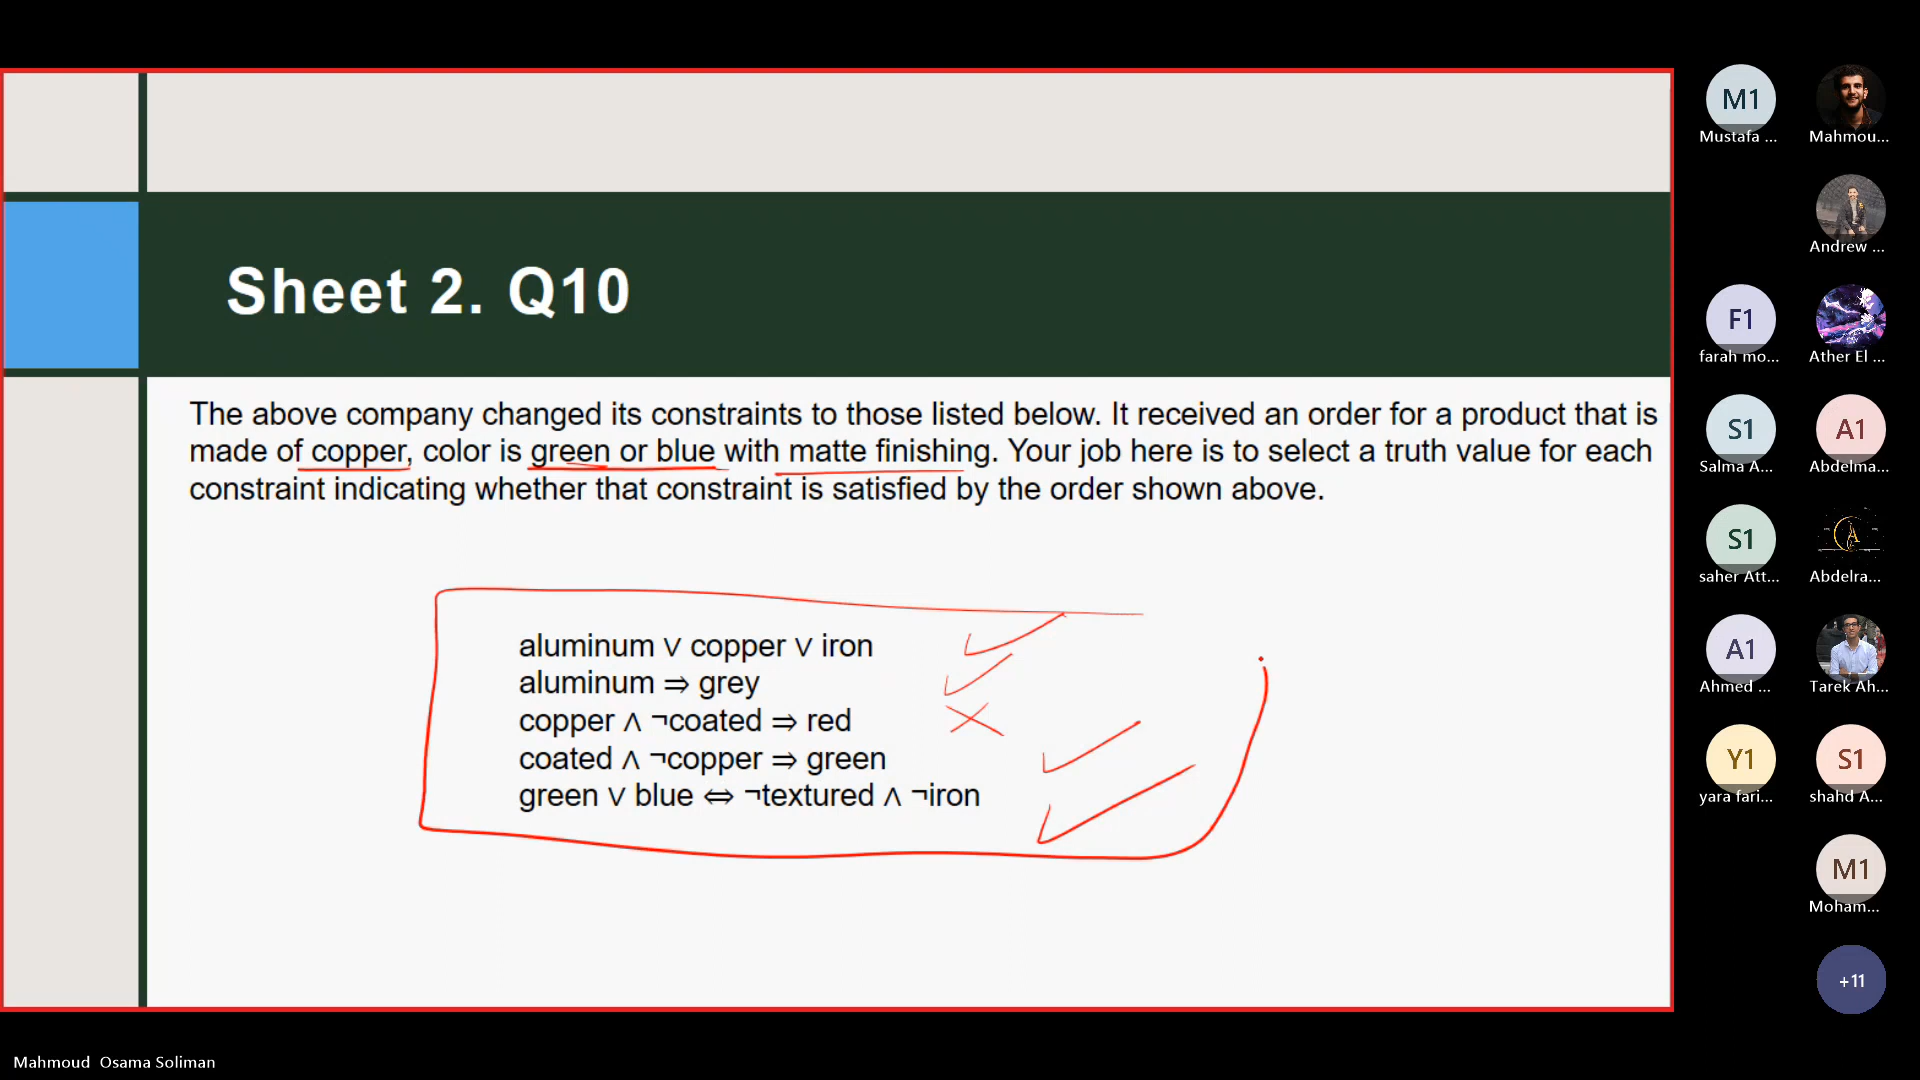 Sheet 2. Q10
The above company changed its constraints to those listed below. It received an order for a product that is
made of copper, color is green or blue with matte finishing. Your job here is to select a truth value for each
constraint indicating whether that constraint is satisfied by the order shown above.
aluminum ∨ copper ∨ iron
aluminum ⇒ grey
copper ∧ ¬coated ⇒ red
coated ∧ ¬copper ⇒ green
green ∨ blue ⇔ ¬textured ∧ ¬iron
M1
Mustafa ...
Mahmou...
Andrew ...
F1
farah mo...
Ather El ...
S1
Salma A...
A1
Abdelma...
S1
saher Att...
A
Abdelra...
A1
Ahmed ...
Tarek Ah...
Y1
yara fari...
S1
shahd A...
M1
Moham...
+11
Mahmoud Osama Soliman